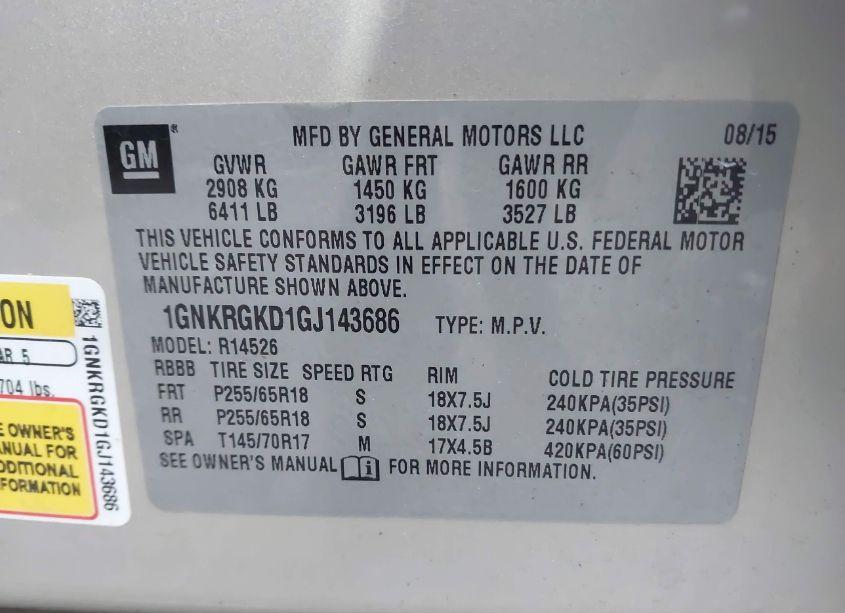 GM
MFD BY GENERAL MOTORS LLC 08/15
GVWR GAWR FRT GAWR RR
2908 KG 1450 KG 1600 KG
6411 LB 3196 LB 3527 LB
THIS VEHICLE CONFORMS TO ALL APPLICABLE U.S. FEDERAL MOTOR
VEHICLE SAFETY STANDARDS IN EFFECT ON THE DATE OF
MANUFACTURE SHOWN ABOVE.
1GNKRGKD1GJ143686 TYPE: M.P.V.
MODEL: R14526
RBBB TIRE SIZE SPEED RTG RIM COLD TIRE PRESSURE
FRT P255/65R18 S 18X7.5J 240KPA(35PSI)
RR P255/65R18 S 18X7.5J 240KPA(35PSI)
SPA T145/70R17 M 17X4.5B 420KPA(60PSI)
SEE OWNER'S MANUAL FOR MORE INFORMATION.
ON
AR 5
704 lbs.
E OWNER'S
ANUAL FOR
DDITIONAL
FORMATION
1GNKRGKD1GJ143686